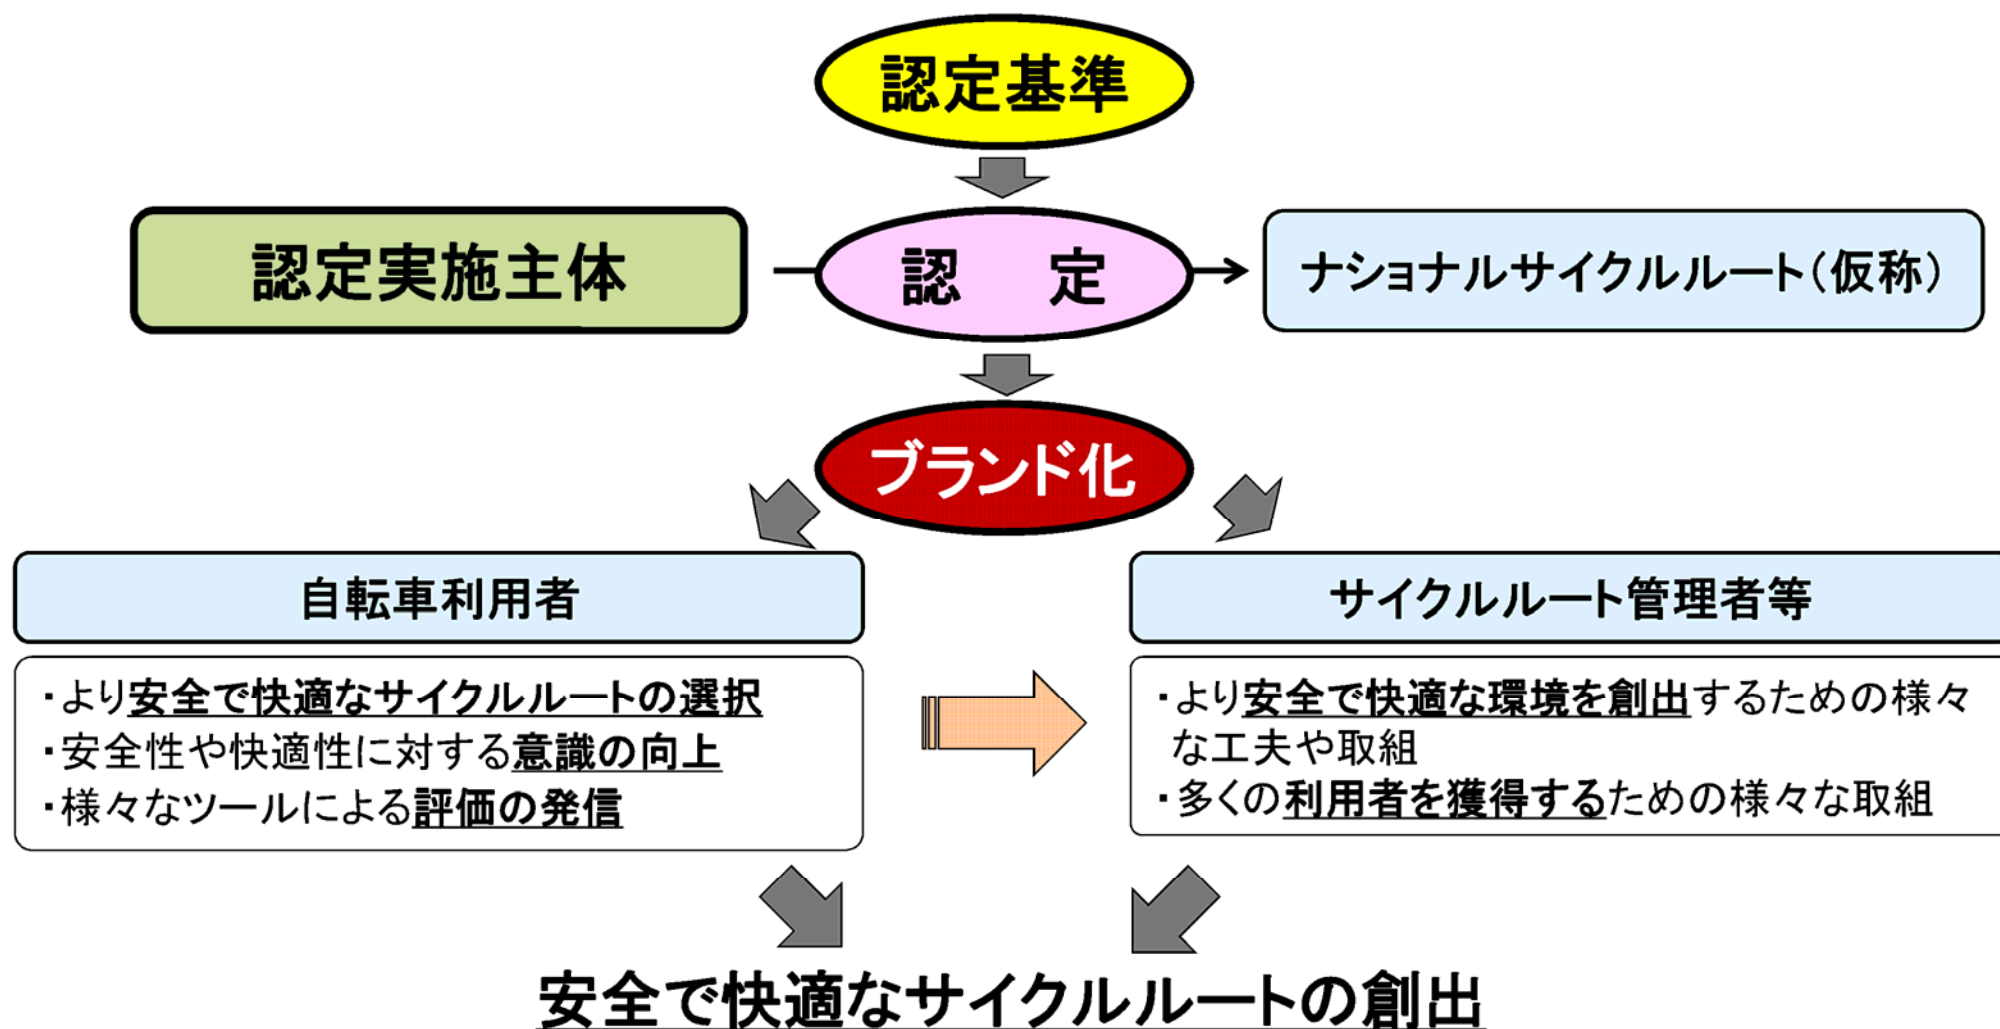 認定基準
認定実施主体
認 定
ナショナルサイクルルート(仮称)
ブランド化
自転車利用者
・より安全で快適なサイクルルートの選択
・安全性や快適性に対する意識の向上
・様々なツールによる評価の発信
サイクルルート管理者等
・より安全で快適な環境を創出するための様々
な工夫や取組
・多くの利用者を獲得するための様々な取組
安全で快適なサイクルルートの創出